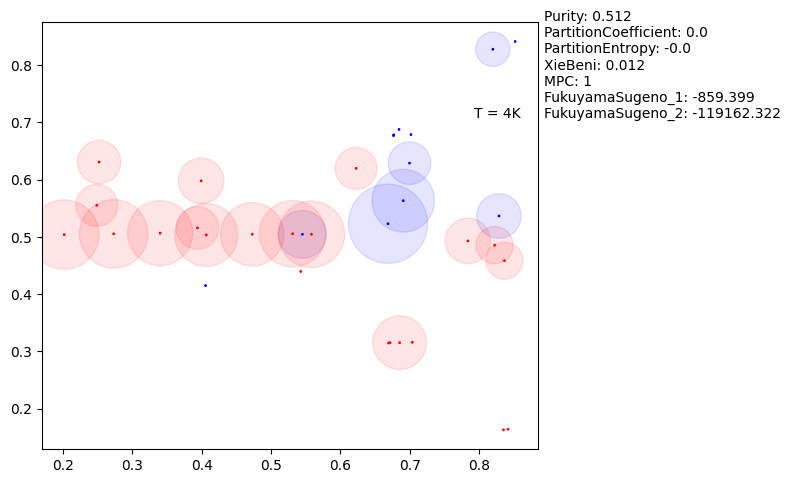 Purity: 0.512
PartitionCoefficient: 0.0
PartitionEntropy: -0.0
XieBeni: 0.012
MPC: 1
FukuyamaSugeno_1: -859.399
FukuyamaSugeno_2: -119162.322
T = 4K
0.8
0.7
0.6
0.5
0.4
0.3
0.2
0.2 0.3 0.4 0.5 0.6 0.7 0.8